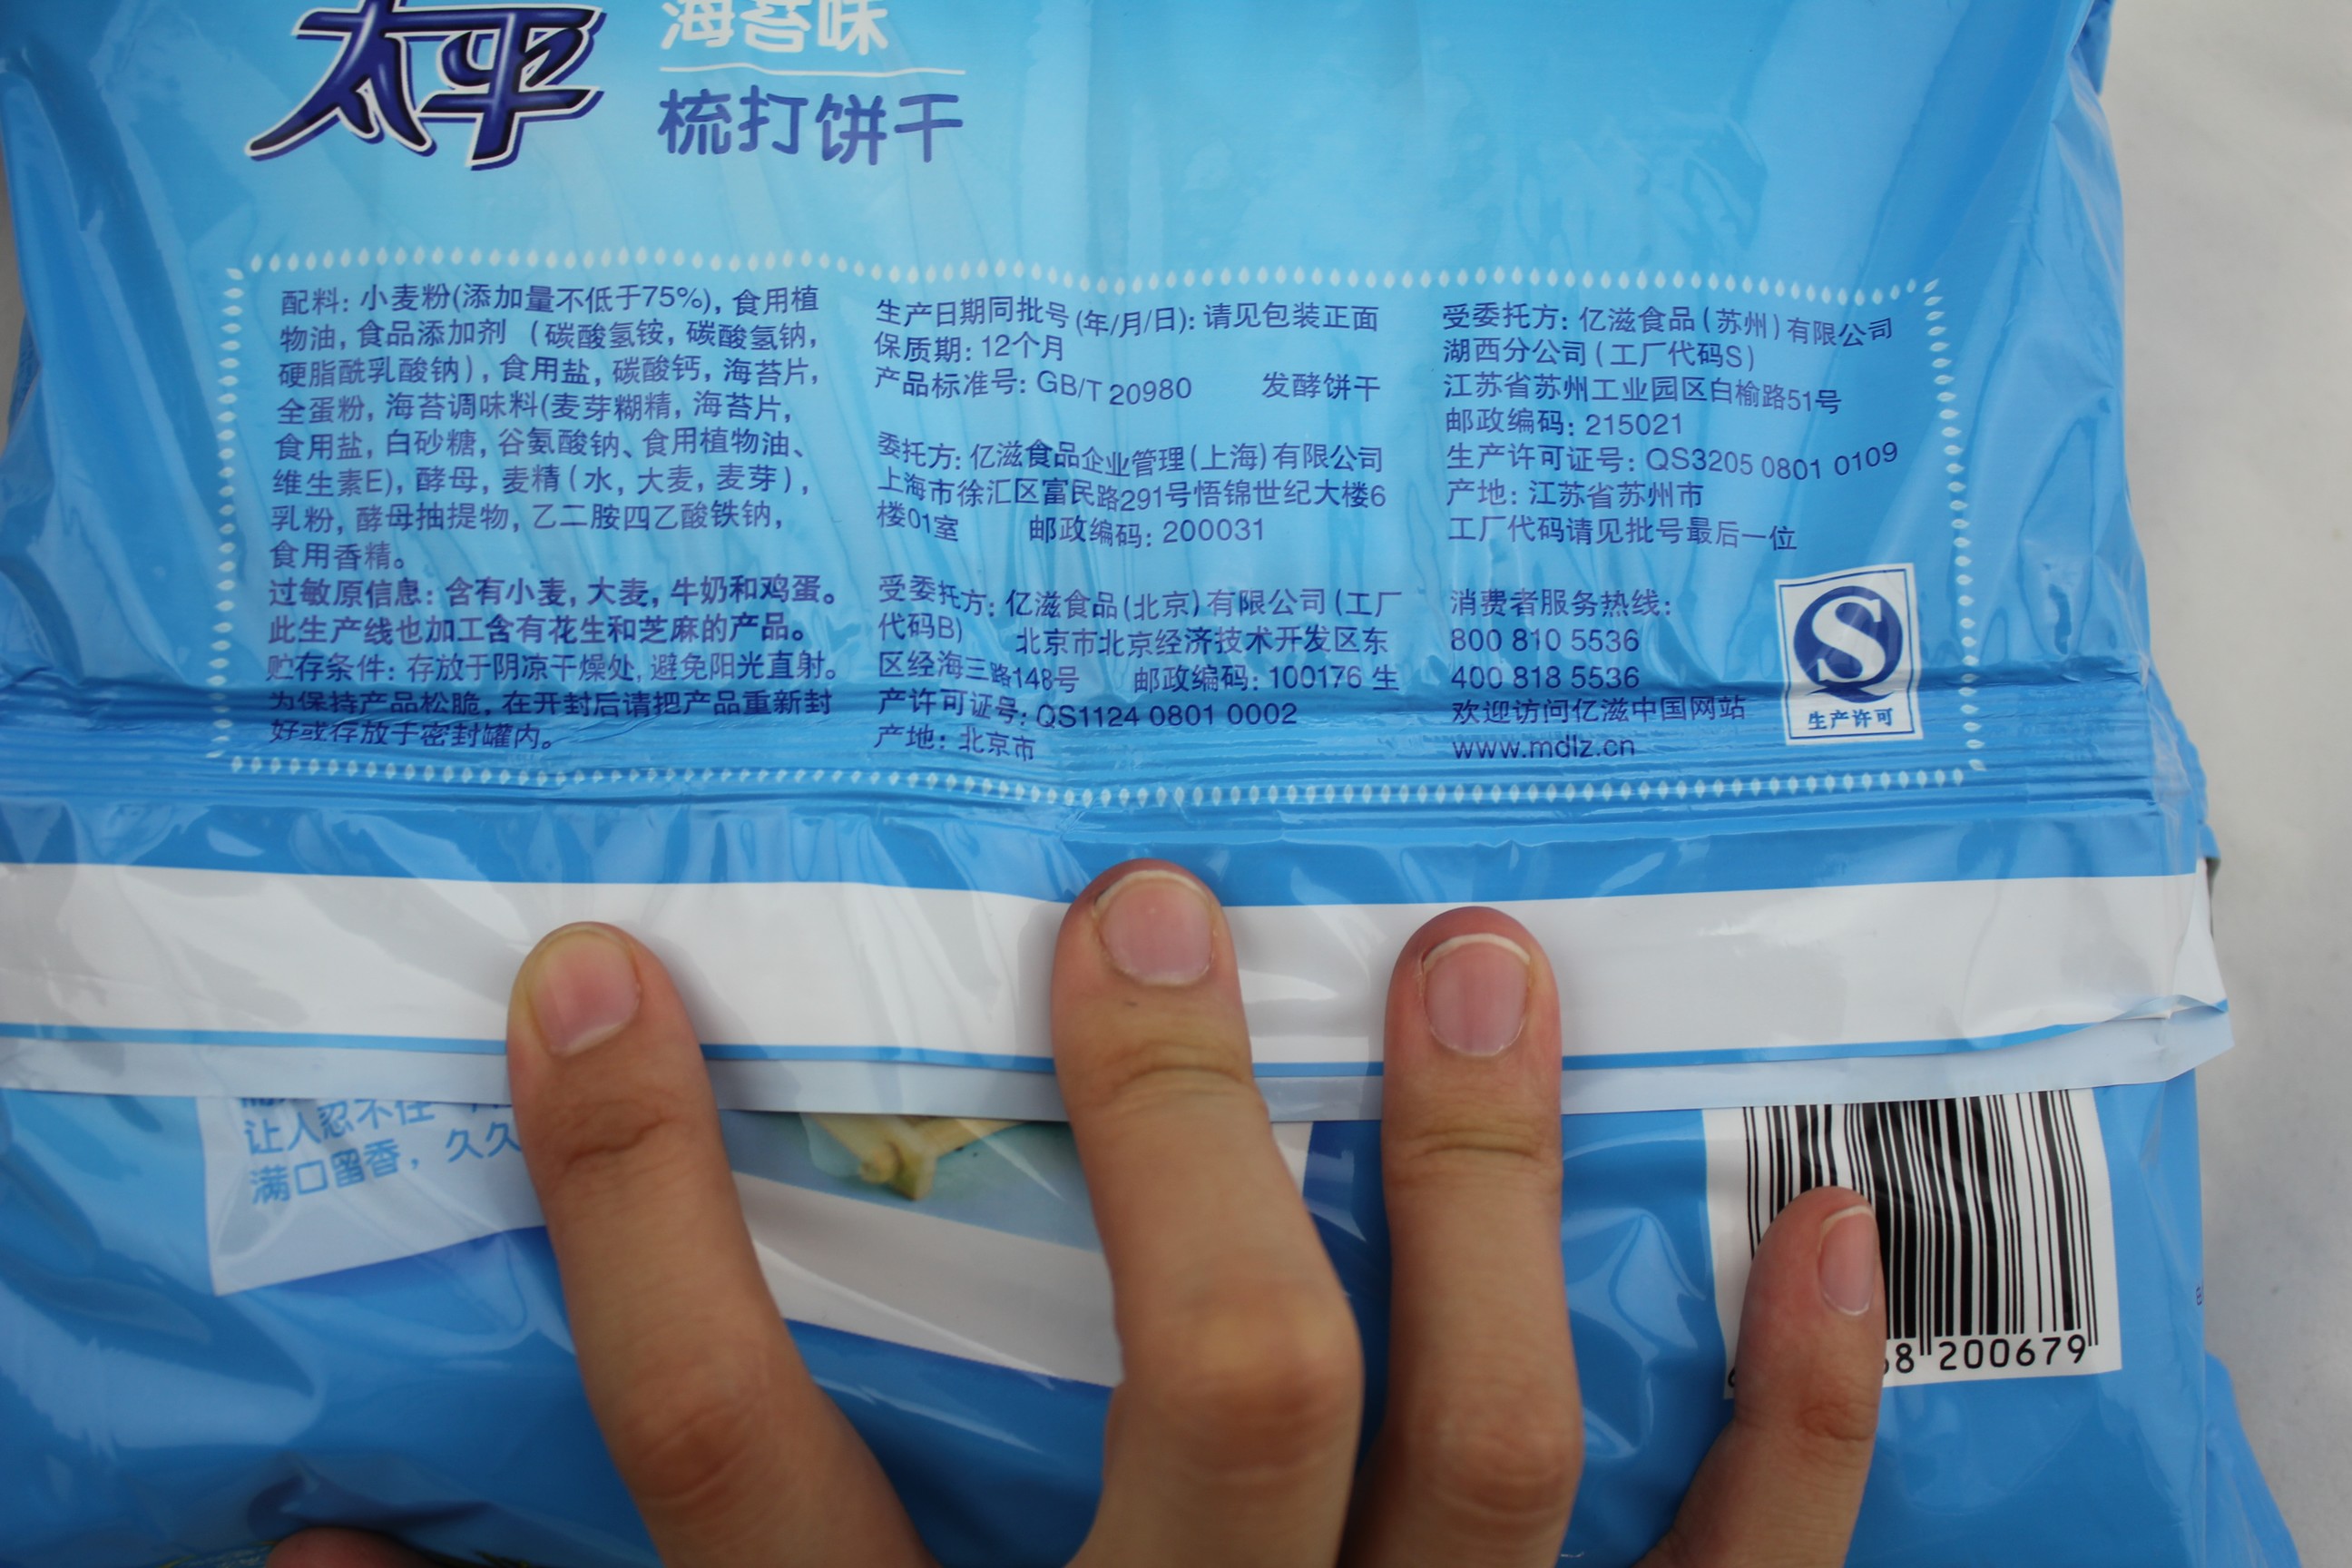 太平
海苔味
梳打饼干
配料: 小麦粉(添加量不低于75%), 食用植
物油, 食品添加剂 (碳酸氢铵, 碳酸氢钠,
硬脂酰乳酸钠), 食用盐, 碳酸钙, 海苔片,
全蛋粉, 海苔调味料(麦芽糊精, 海苔片,
食用盐, 白砂糖, 谷氨酸钠、食用植物油、
维生素E), 酵母, 麦精(水, 大麦, 麦芽),
乳粉, 酵母抽提物, 乙二胺四乙酸铁钠,
食用香精。
过敏原信息: 含有小麦, 大麦, 牛奶和鸡蛋。
此生产线也加工含有花生和芝麻的产品。
贮存条件: 存放于阴凉干燥处, 避免阳光直射。
为保持产品松脆, 在开封后请把产品重新封
好或存放于密封罐内。
生产日期同批号(年/月/日): 请见包装正面
保质期: 12个月
产品标准号: GB/T 20980 发酵饼干
委托方: 亿滋食品企业管理(上海)有限公司
上海市徐汇区富民路291号悟锦世纪大楼6
楼01室 邮政编码: 200031
受委托方: 亿滋食品(北京)有限公司(工厂
代码B) 北京市北京经济技术开发区东
区经海三路148号 邮政编码: 100176 生
产许可证号: QS1124 0801 0002
产地: 北京市
受委托方: 亿滋食品(苏州)有限公司
湖西分公司(工厂代码S)
江苏省苏州工业园区白榆路51号
邮政编码: 215021
生产许可证号: QS3205 0801 0109
产地: 江苏省苏州市
工厂代码请见批号最后一位
消费者服务热线:
800 810 5536
400 818 5536
欢迎访问亿滋中国网站
www.mdlz.cn
S
生产许可
让人忍不住
满口留香, 久久
8 200679